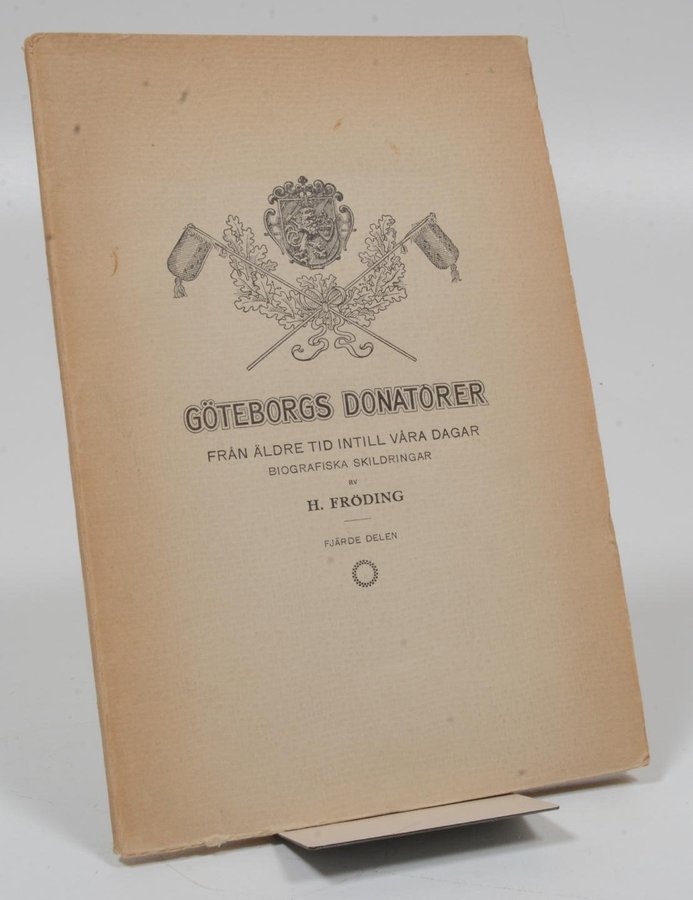 GÖTEBORGS DONATORER
FRÅN ÄLDRE TID INTILL VÅRA DAGAR
BIOGRAFISKA SKILDRINGAR
AV
H. FRÖDING
FJÄRDE DELEN